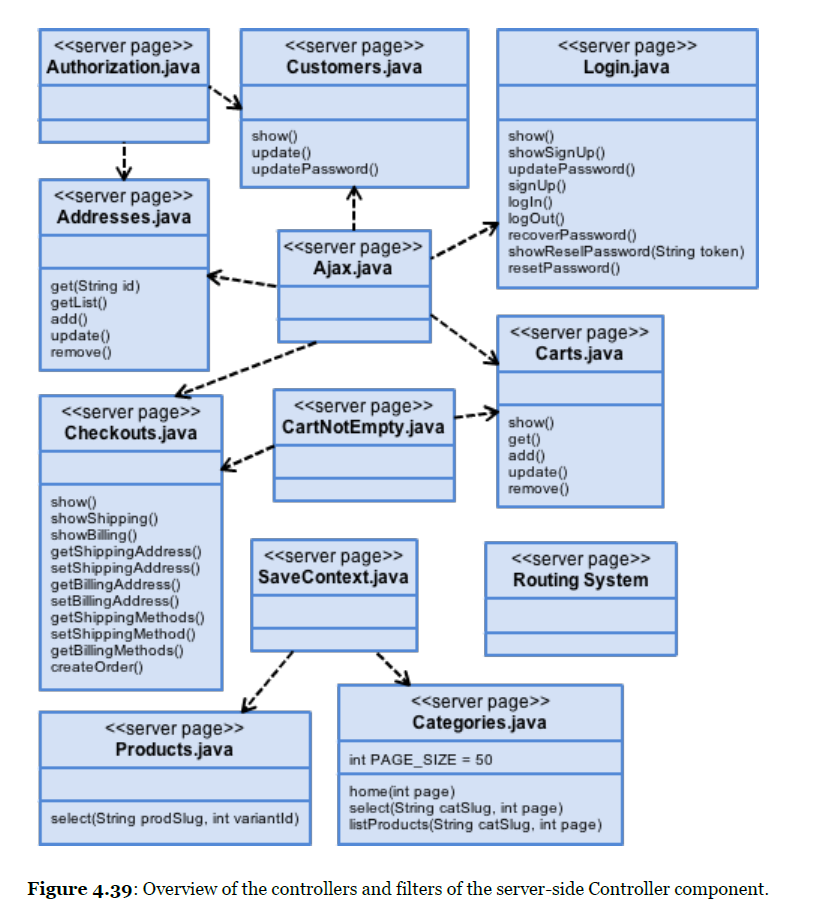 <<server page>>
Authorization.java
<<server page>>
Customers.java
show()
update()
updatePassword()
<<server page>>
Login.java
show()
showSignUp()
updatePassword()
signUp()
logIn()
logOut()
recoverPassword()
showReselPassword(String token)
resetPassword()
<<server page>>
Addresses.java
get(String id)
getList()
add()
update()
remove()
<<server page>>
Ajax.java
<<server page>>
Carts.java
show()
get()
add()
update()
remove()
<<server page>>
Checkouts.java
show()
showShipping()
showBilling()
getShippingAddress()
setShippingAddress()
getBillingAddress()
setBillingAddress()
getShippingMethods()
setShippingMethod()
getBillingMethods()
createOrder()
<<server page>>
CartNotEmpty.java
<<server page>>
SaveContext.java
<<server page>>
Routing System
<<server page>>
Products.java
select(String prodSlug, int variantId)
<<server page>>
Categories.java
int PAGE_SIZE = 50
home(int page)
select(String catSlug, int page)
listProducts(String catSlug, int page)
Figure 4.39: Overview of the controllers and filters of the server-side Controller component.